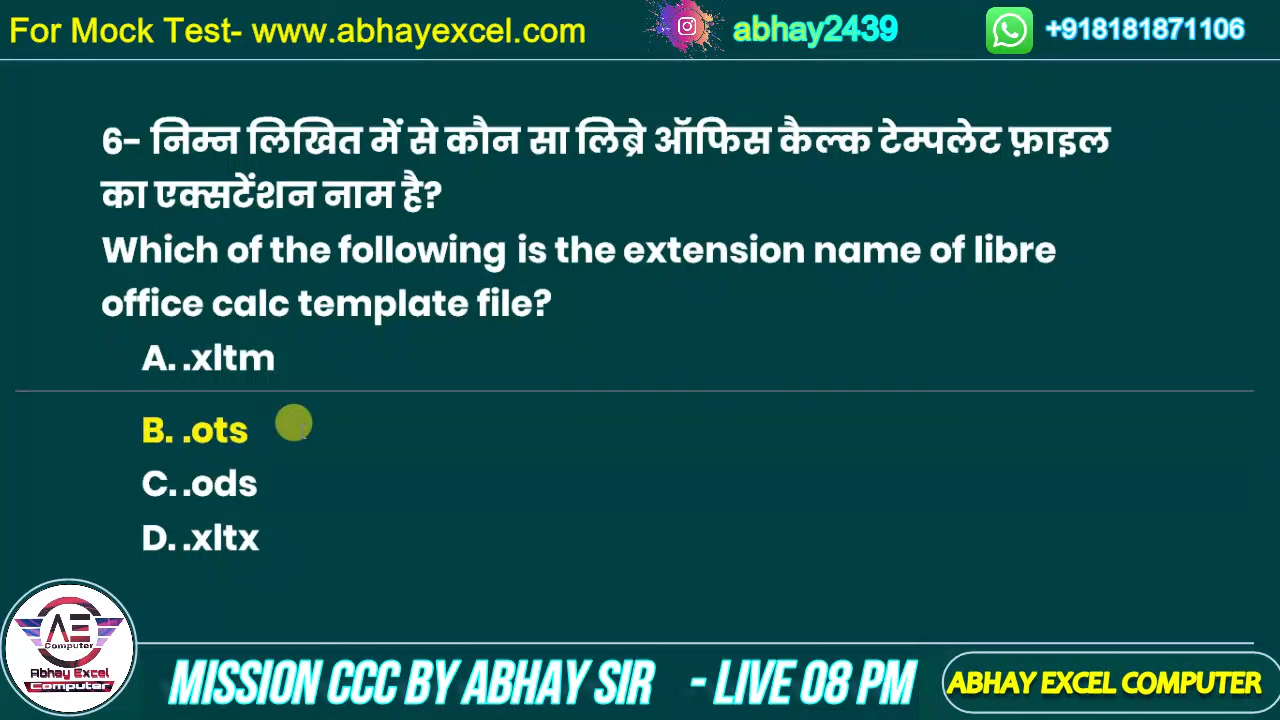 For Mock Test- www.abhayexcel.com
abhay2439
+918181871106
6- निम्न लिखित में से कौन सा लिब्रे ऑफिस कैल्क टेम्पलेट फ़ाइल
का एक्सटेंशन नाम है?
Which of the following is the extension name of libre
office calc template file?
A. .xltm
B. .ots
C. .ods
D. .xltx
AE
Computer
Abhay Excel
Computer
MISSION CCC BY ABHAY SIR - LIVE 08 PM
ABHAY EXCEL COMPUTER